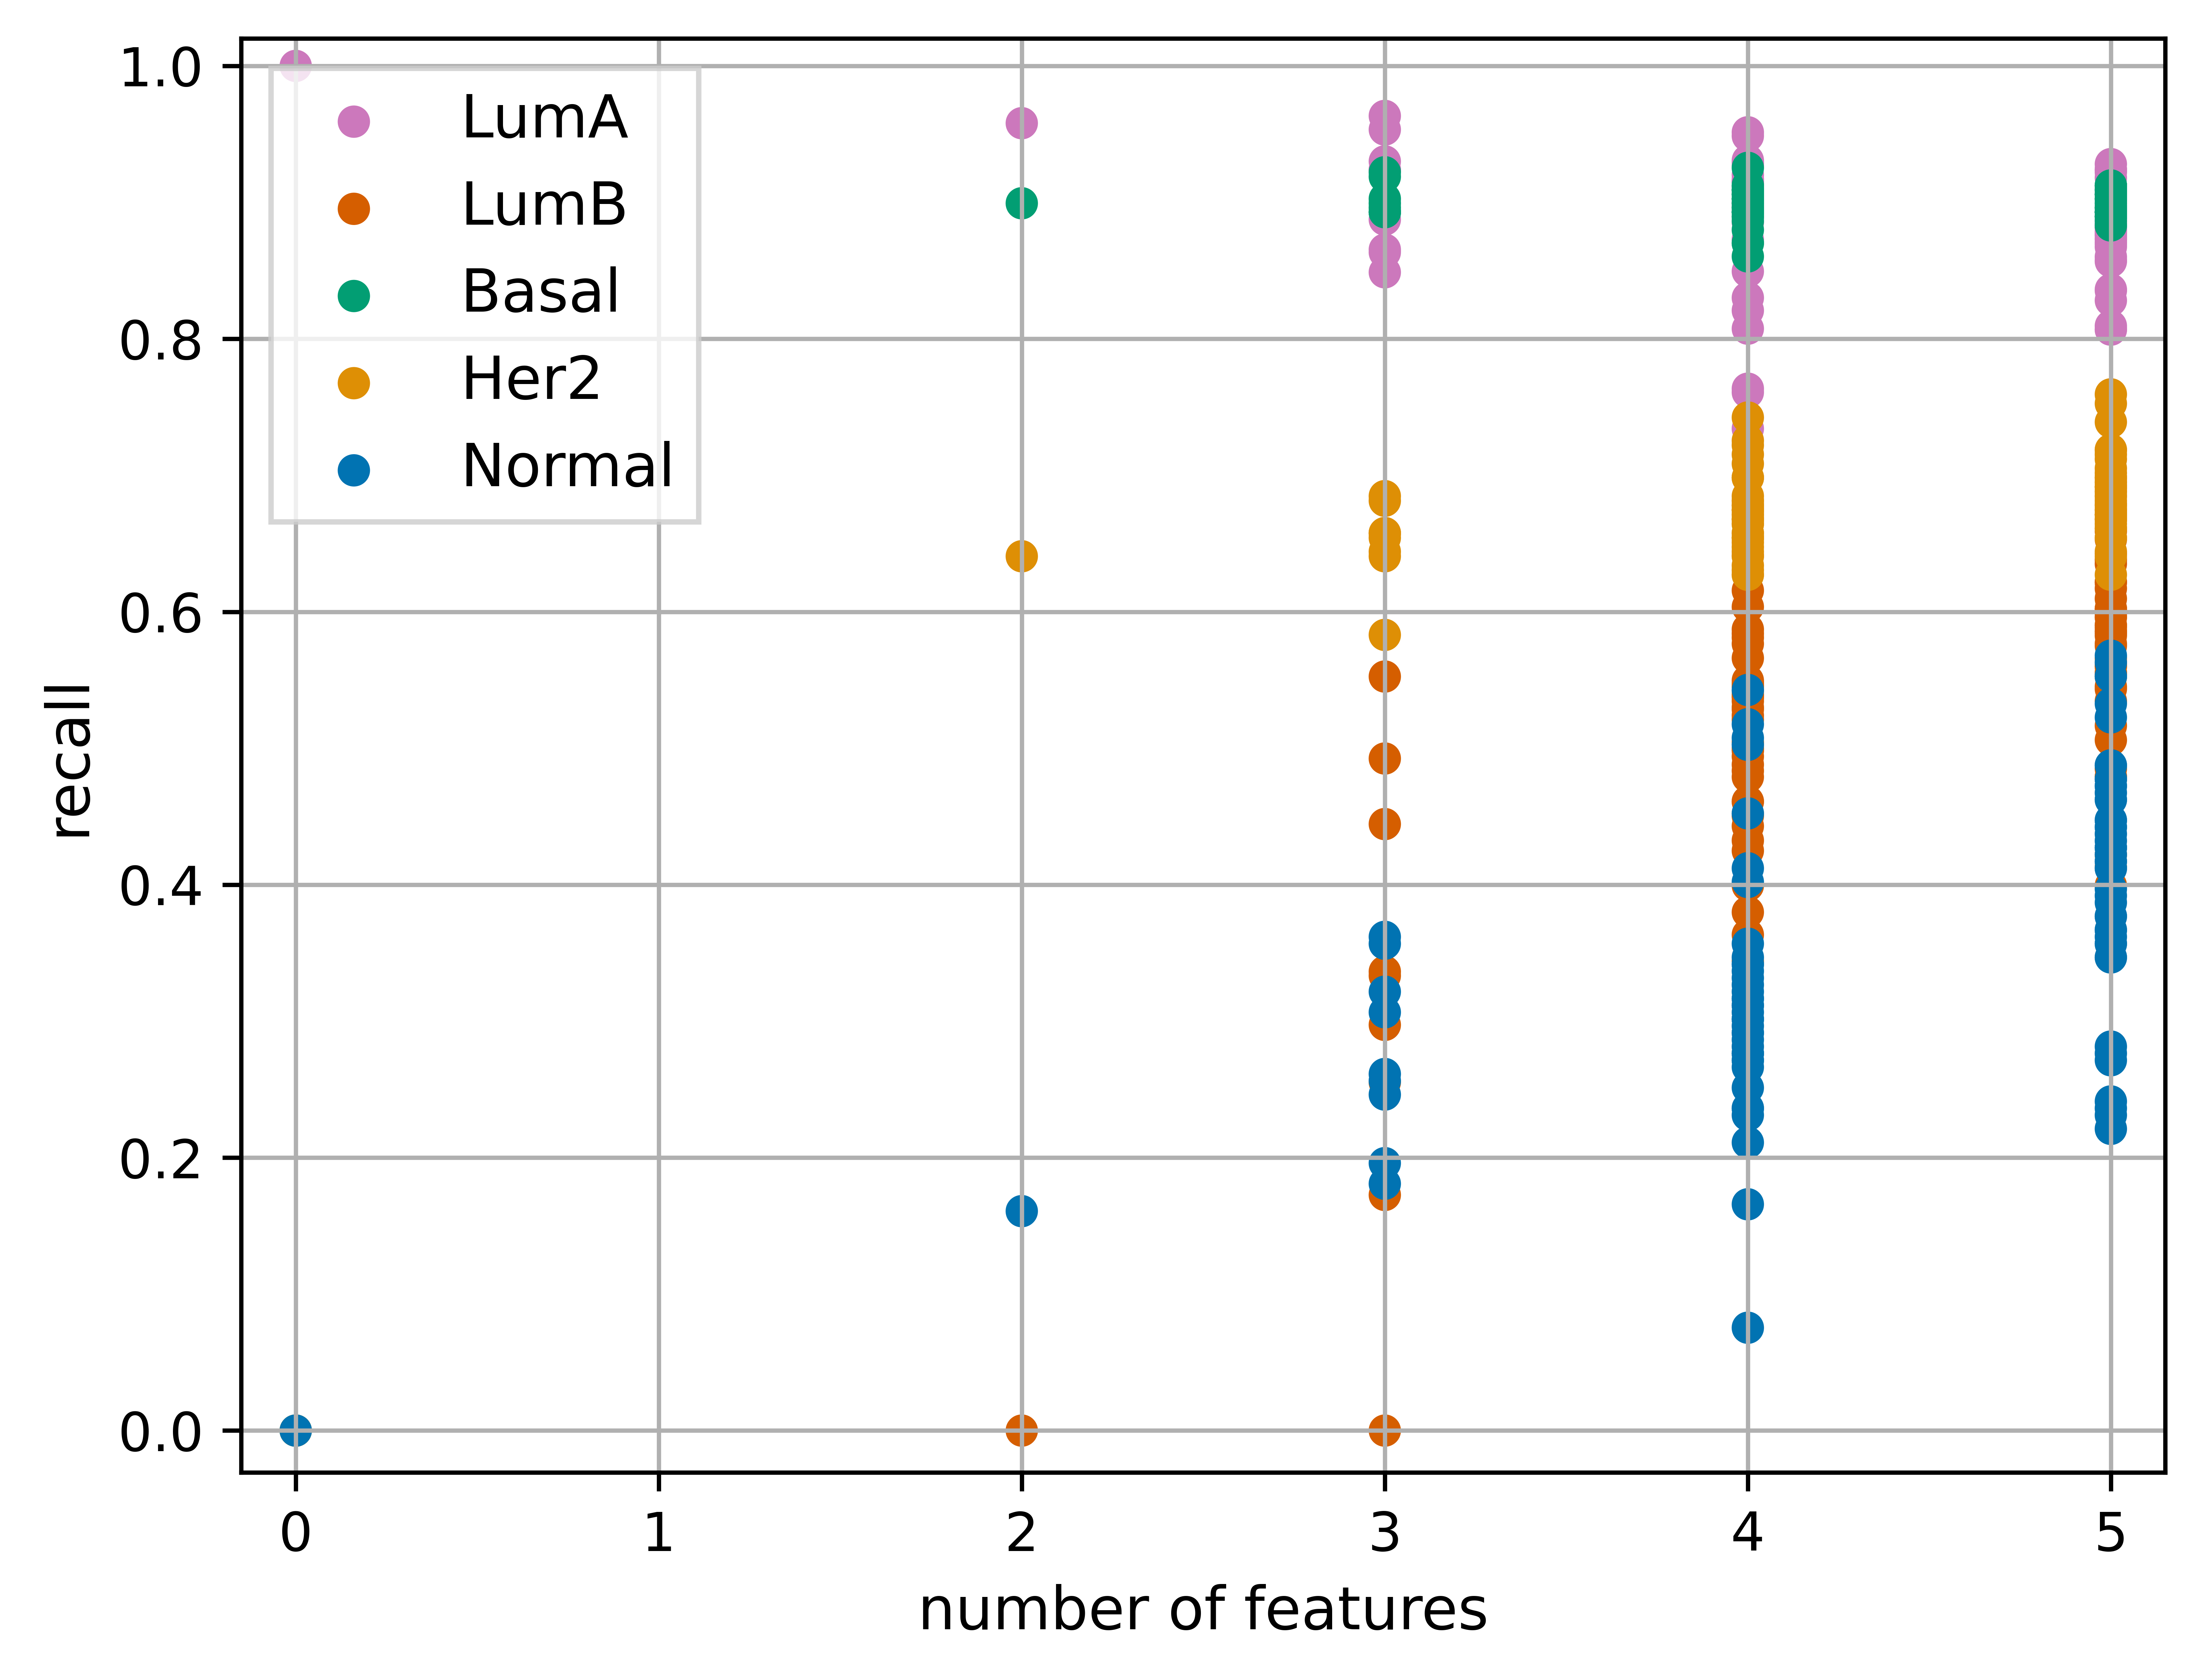 1.0
0.8
0.6
0.4
0.2
0.0
recall
LumA
LumB
Basal
Her2
Normal
0 1 2 3 4 5
number of features